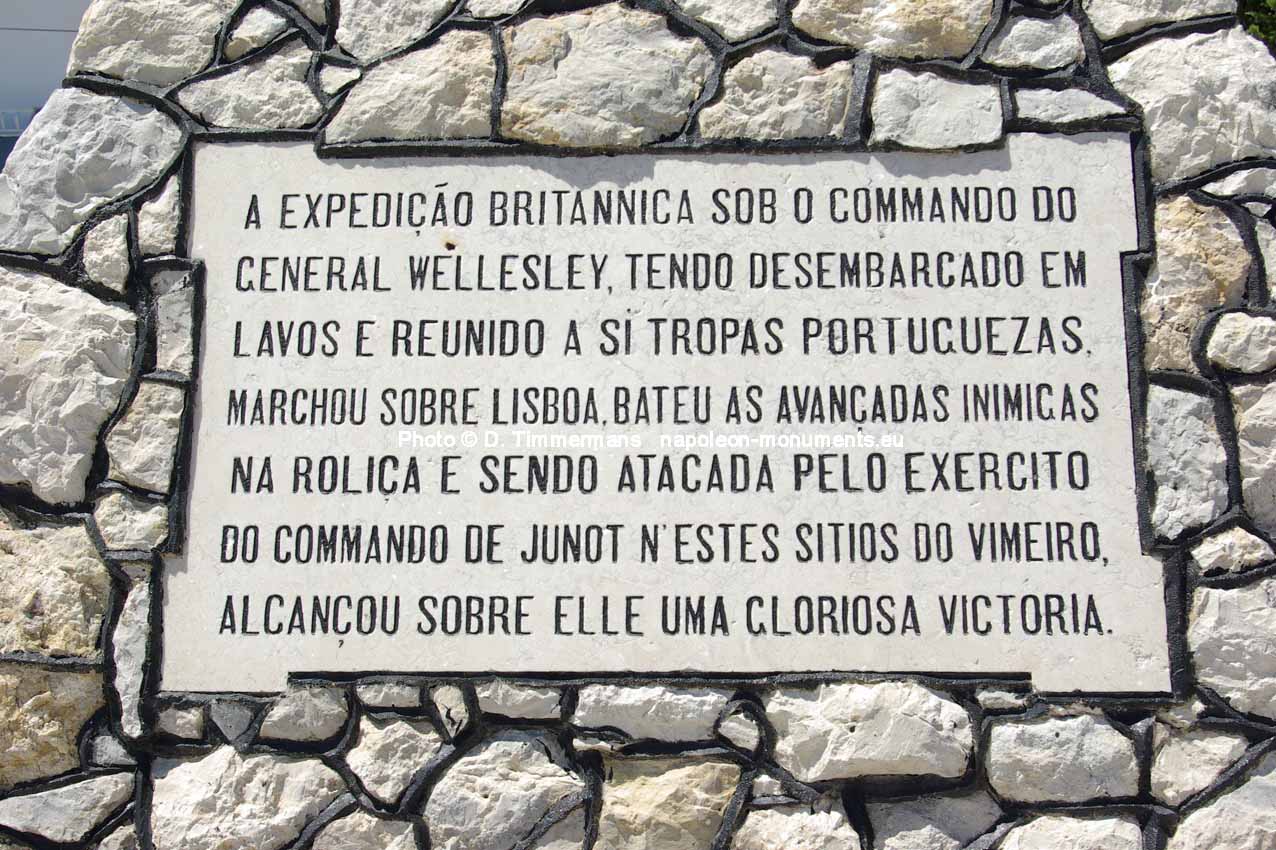 A EXPEDIÇÃO BRITANNICA SOB O COMMANDO DO
GENERAL WELLESLEY, TENDO DESEMBARCADO EM
LAVOS E REUNIDO A SÍ TROPAS PORTUGUEZAS,
MARCHOU SOBRE LISBOA, BATEU AS AVANÇADAS INIMIGAS
Photo © D. Timmermans napoleon-monuments.eu
NA ROLIÇA E SENDO ATACADA PELO EXERCITO
DO COMMANDO DE JUNOT N'ESTES SITIOS DO VIMEIRO,
ALCANÇOU SOBRE ELLE UMA GLORIOSA VICTORIA.